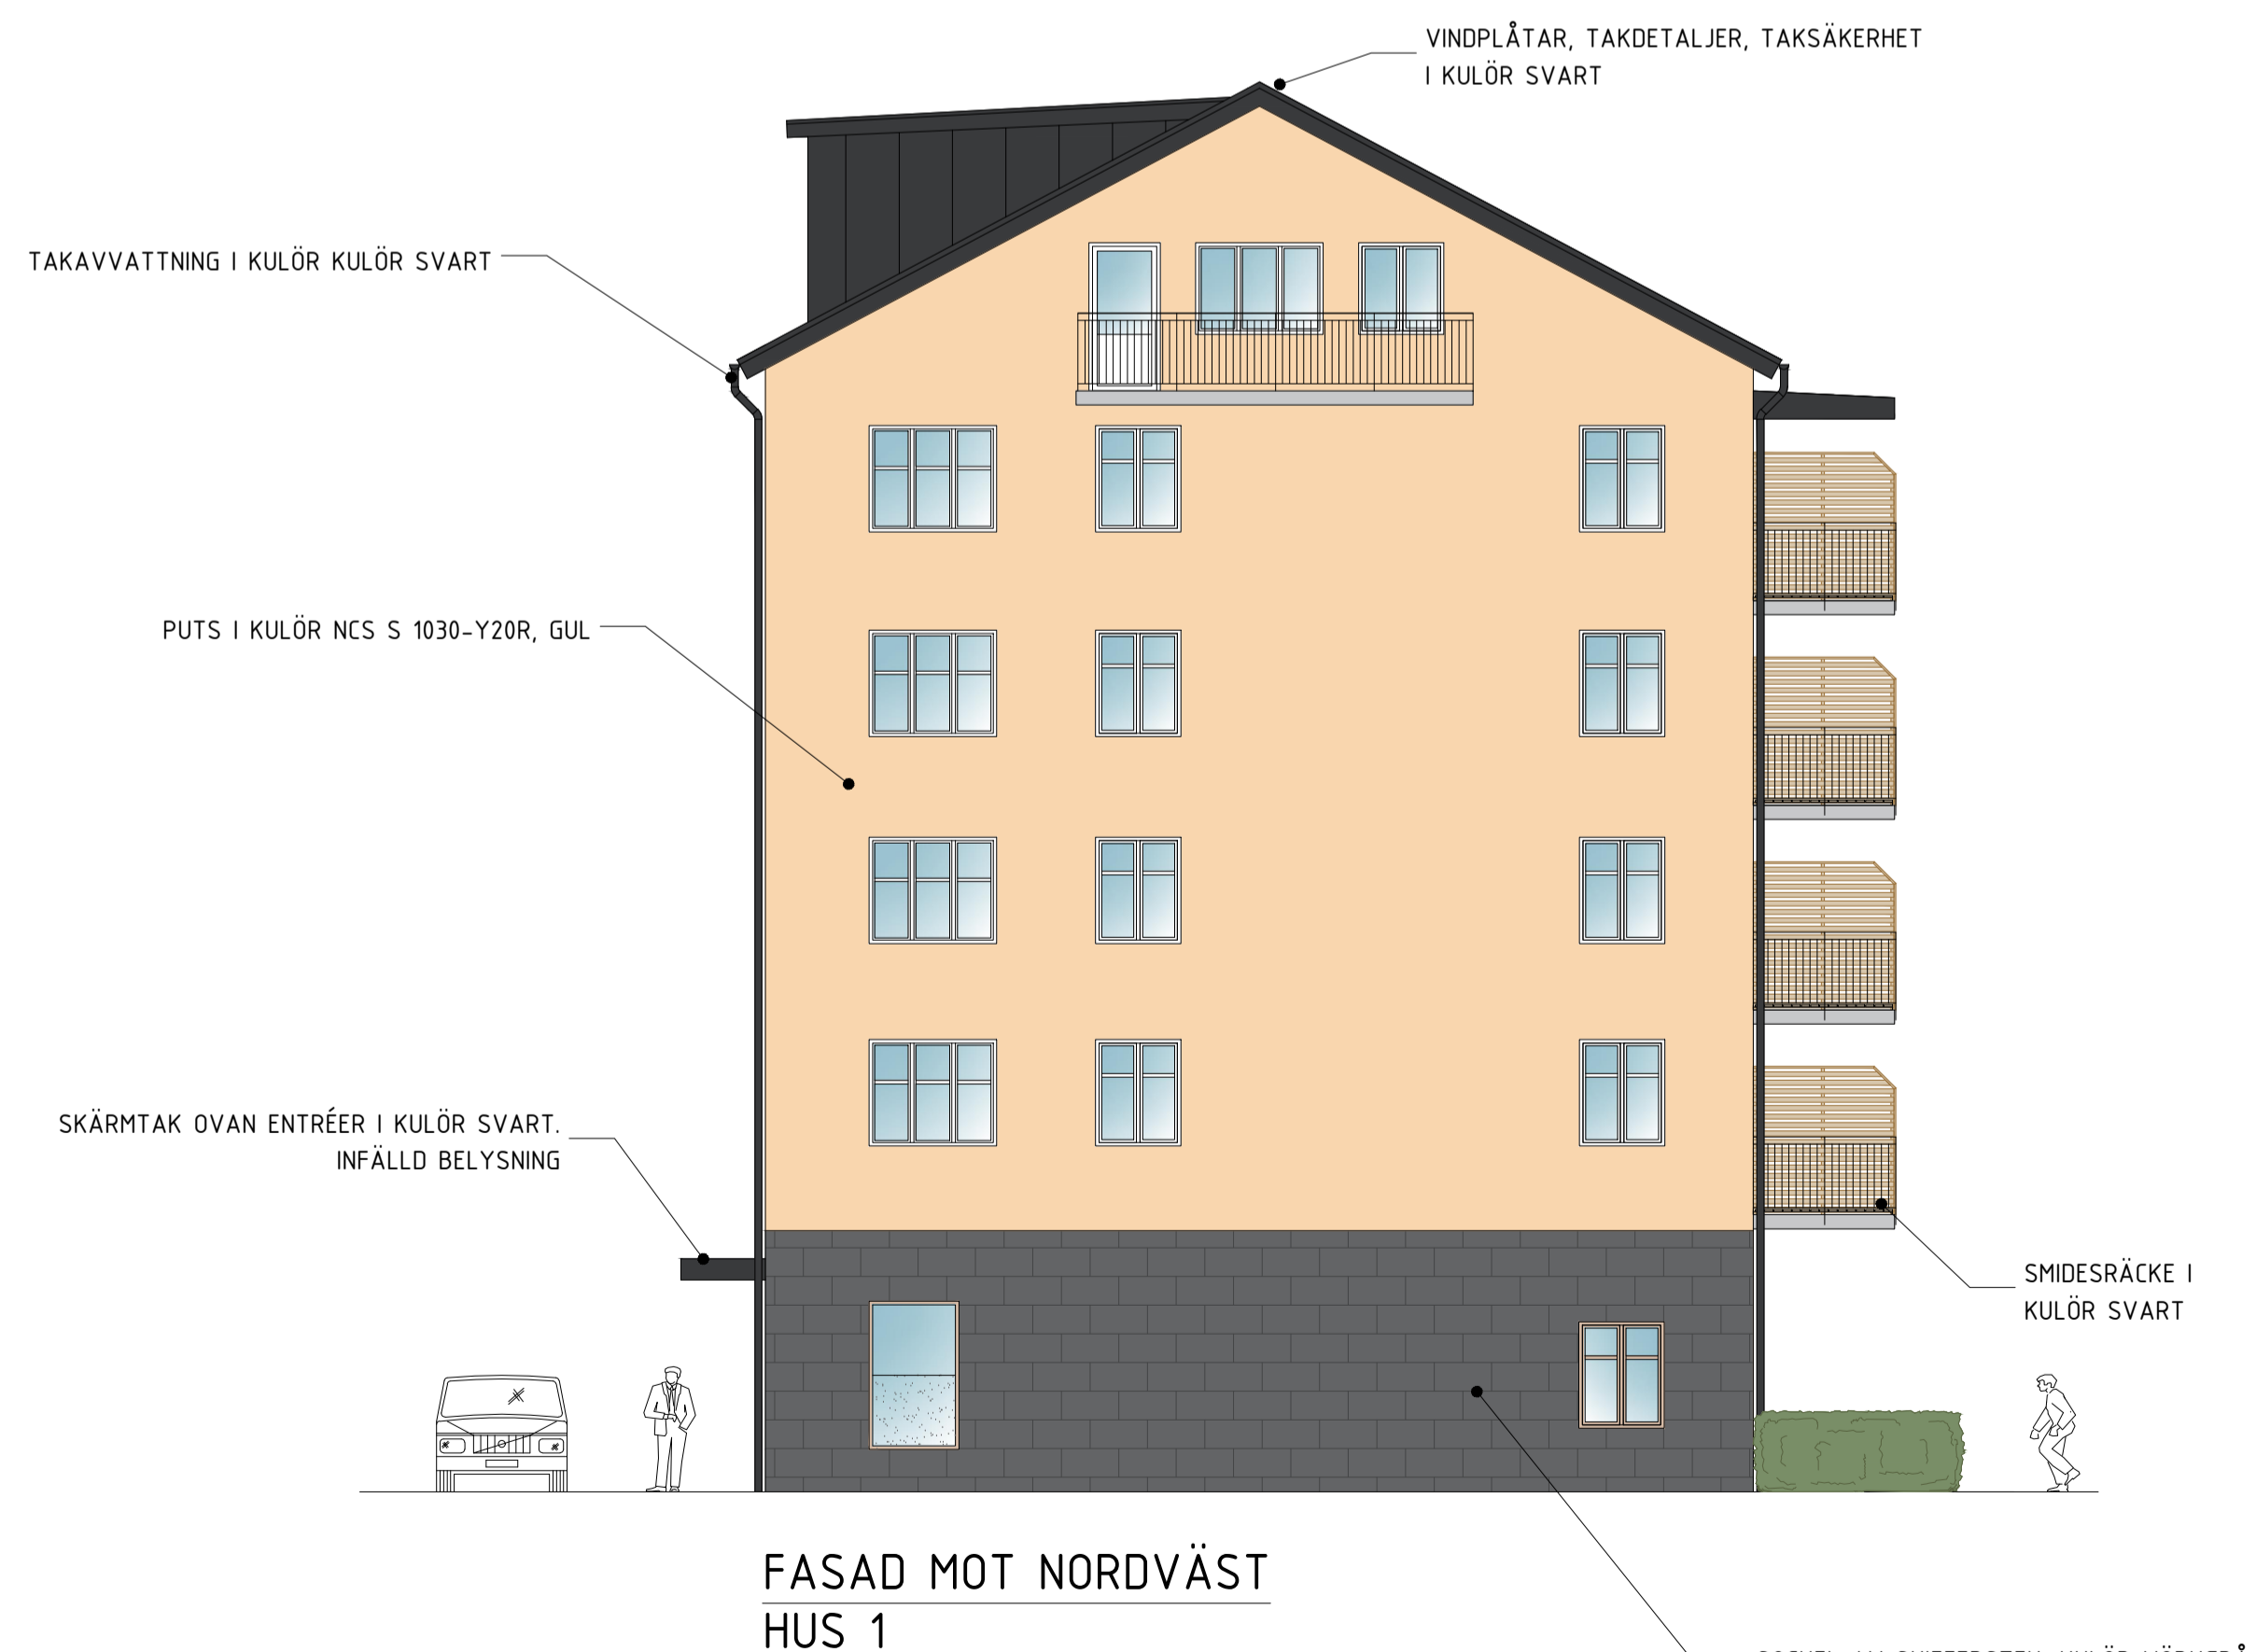 VINDPLÅTAR, TAKDETALJER, TAKSÄKERHET
I KULÖR SVART
TAKAVVATTNING I KULÖR KULÖR SVART
PUTS I KULÖR NCS S 1030-Y20R, GUL
SKÄRMTAK OVAN ENTRÉER I KULÖR SVART.
INFÄLLD BELYSNING
SMIDESRÄCKE I
KULÖR SVART
FASAD MOT NORDVÄST
HUS 1